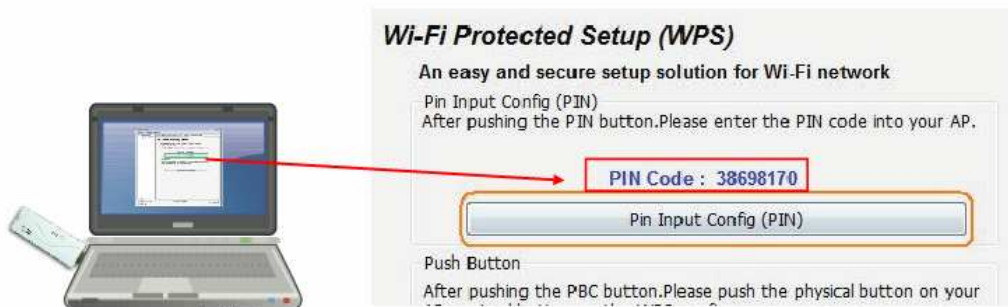 Wi-Fi Protected Setup (WPS)
An easy and secure setup solution for Wi-Fi network
Pin Input Config (PIN)
After pushing the PIN button.Please enter the PIN code into your AP.
PIN Code : 38698170
Pin Input Config (PIN)
Push Button
After pushing the PBC button.Please push the physical button on your